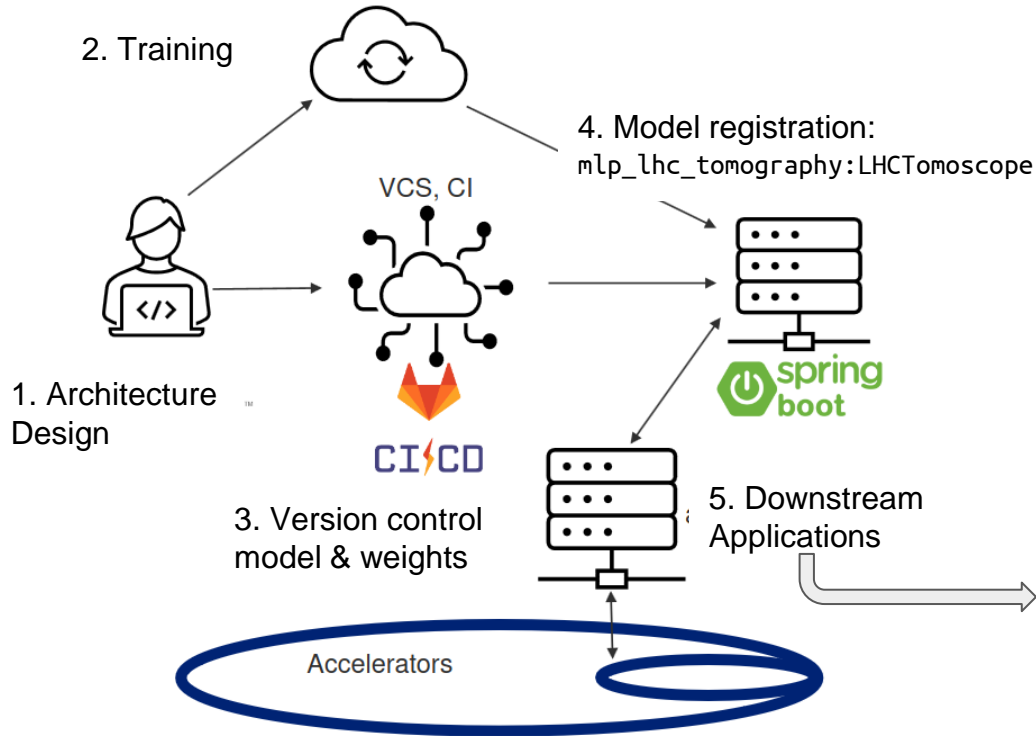 2. Training
4. Model registration:
mlp_lhc_tomography:LHCTomoscope
VCS, CI
</>
spring
boot
1. Architecture
Design
™
CI CD
3. Version control
model & weights
5. Downstream
Applications
Accelerators